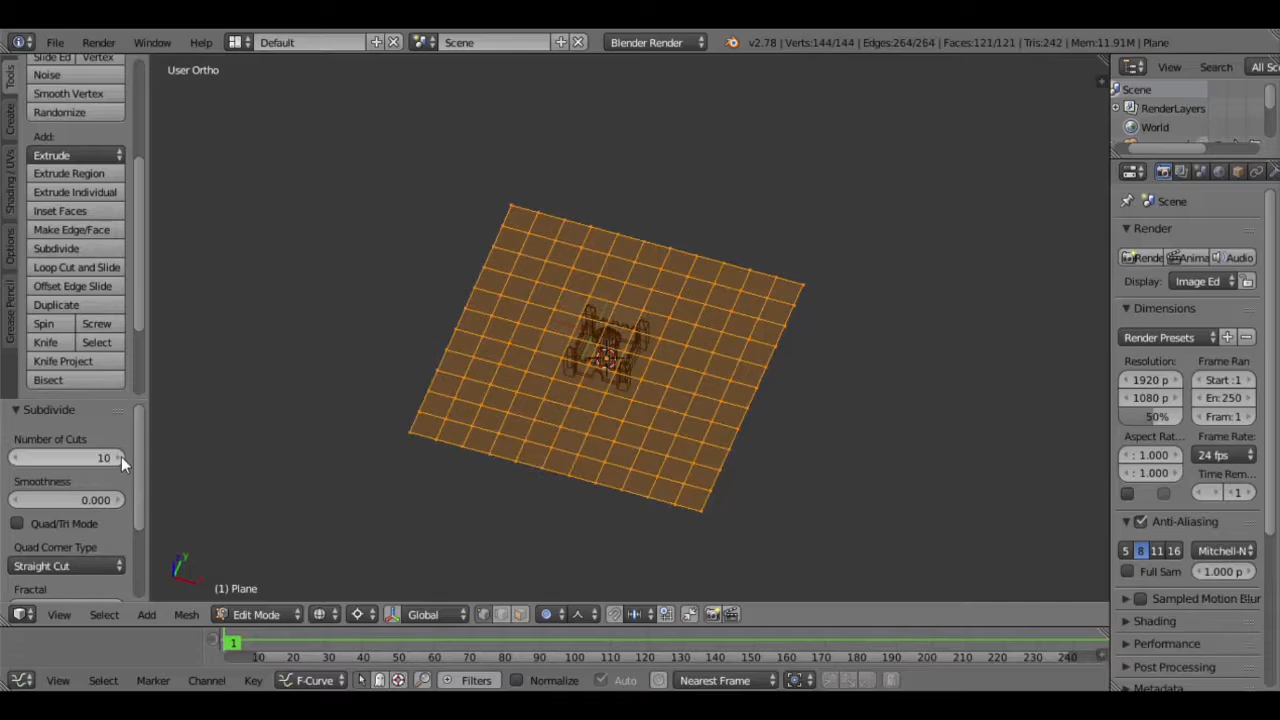 File Render Window Help Default Scene Blender Render v2.78 | Verts:144/144 | Edges:264/264 | Faces:121/121 | Tris:242 | Mem:11.91M | Plane
User Ortho
View Search All Sc
Scene
RenderLayers
World
Tools
Create
Shading / UVs
Options
Grease Pencil
Slide Ed Vertex
Noise
Smooth Vertex
Randomize
Add:
Extrude
Extrude Region
Extrude Individual
Inset Faces
Make Edge/Face
Subdivide
Loop Cut and Slide
Offset Edge Slide
Duplicate
Spin Screw
Knife Select
Knife Project
Bisect
Subdivide
Number of Cuts
10
Smoothness
0.000
Quad/Tri Mode
Quad Corner Type
Straight Cut
Fractal
Scene
Render
Rende Anima Audio
Display: Image Ed
Dimensions
Render Presets
Resolution: Frame Ran
1920 p Start :1
1080 p En: 250
50% Fram: 1
Aspect Rat... Frame Rate:
: 1.000 24 fps
: 1.000 Time Rem...
1
Anti-Aliasing
5 8 11 16 Mitchell-N
Full Sam 1.000 p
Sampled Motion Blur
Shading
Performance
Post Processing
Metadata
y
(1) Plane
View Select Add Mesh Edit Mode Global
1
10 20 30 40 50 60 70 80 90 100 110 120 130 140 150 160 170 180 190 200 210 220 230 240
View Select Marker Channel Key F-Curve Filters Normalize Auto Nearest Frame